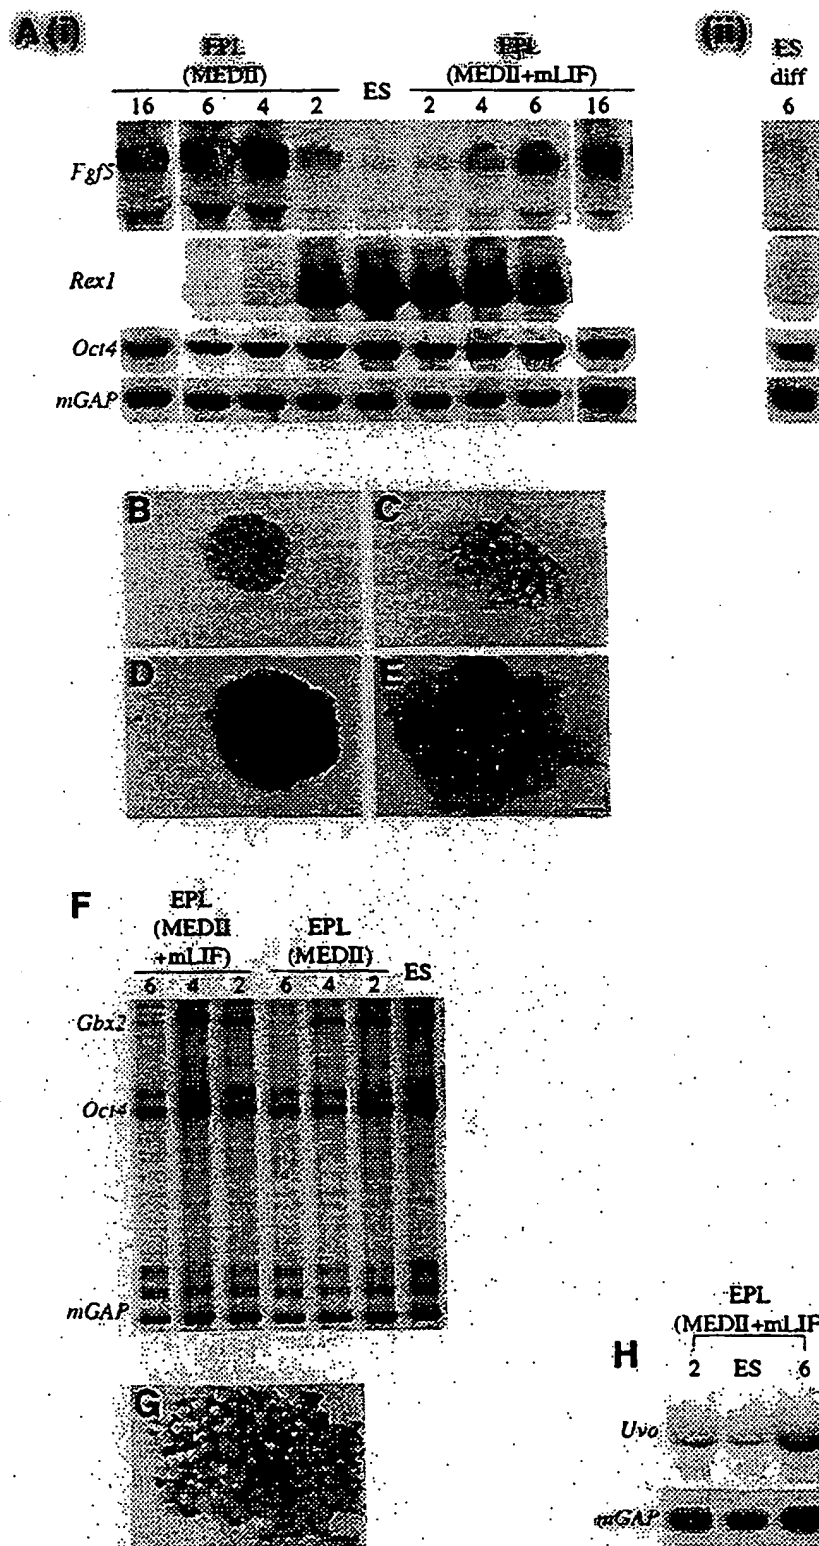 A (i)
EPL
(MEDII)
ES
EPL
(MEDII+mLIF)
16 6 4 2 2 4 6 16
Fgf5
Rex1
Oct4
mGAP
(ii)
ES
diff
6
B
C
D
E
F
EPL
(MEDII
+mLIF)
EPL
(MEDII)
ES
6 4 2 6 4 2
Gbx2
Oct4
mGAP
G
H
EPL
(MEDII+mLIF
2 ES 6
Uvo
mGAP